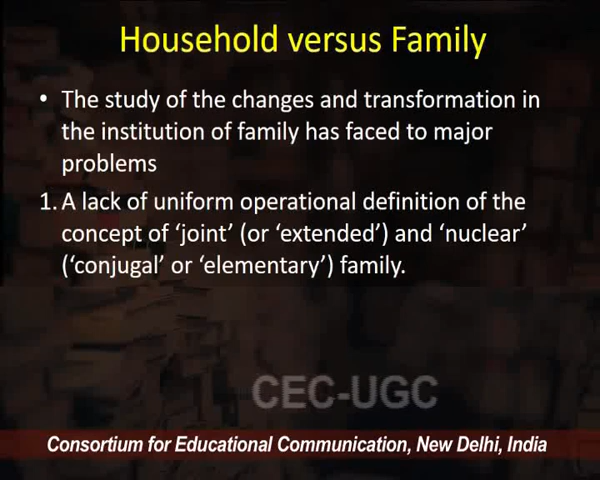 Household versus Family
• The study of the changes and transformation in
the institution of family has faced to major
problems
1. A lack of uniform operational definition of the
concept of ‘joint’ (or ‘extended’) and ‘nuclear’
(‘conjugal’ or ‘elementary’) family.
CEC-UGC
Consortium for Educational Communication, New Delhi, India